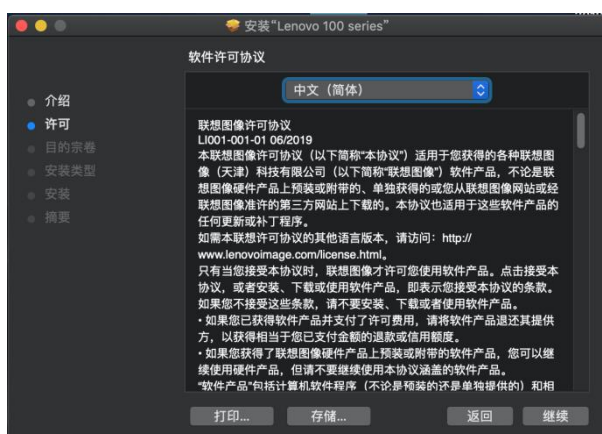 安装“Lenovo 100 series”
软件许可协议
介绍
许可
目的宗卷
安装类型
安装
摘要
中文（简体）
联想图像许可协议
LI001-001-01 06/2019
本联想图像许可协议（以下简称“本协议”）适用于您获得的各种联想图
像（天津）科技有限公司（以下简称“联想图像”）软件产品，不论是联
想图像硬件产品上预装或附带的、单独获得的或您从联想图像网站或经
联想图像准许的第三方网站上下载的。本协议也适用于这些软件产品的
任何更新或补丁程序。
如需本联想许可协议的其他语言版本，请访问：http://
www.lenovoimage.com/license.html。
只有当您接受本协议时，联想图像才许可您使用软件产品。点击接受本
协议，或者安装、下载或使用软件产品，即表示您接受本协议的条款。
如果您不接受这些条款，请不要安装、下载或者使用软件产品。
• 如果您已获得软件产品并支付了许可费用，请将软件产品退还其提供
方，以获得相当于您已支付金额的退款或信用额度。
• 如果您获得了联想图像硬件产品上预装或附带的软件产品，您可以继
续使用硬件产品，但请不要继续使用本协议涵盖的软件产品。
“软件产品”包括计算机软件程序（不论是预装的还是单独提供的）和相
打印...
存储...
返回
继续